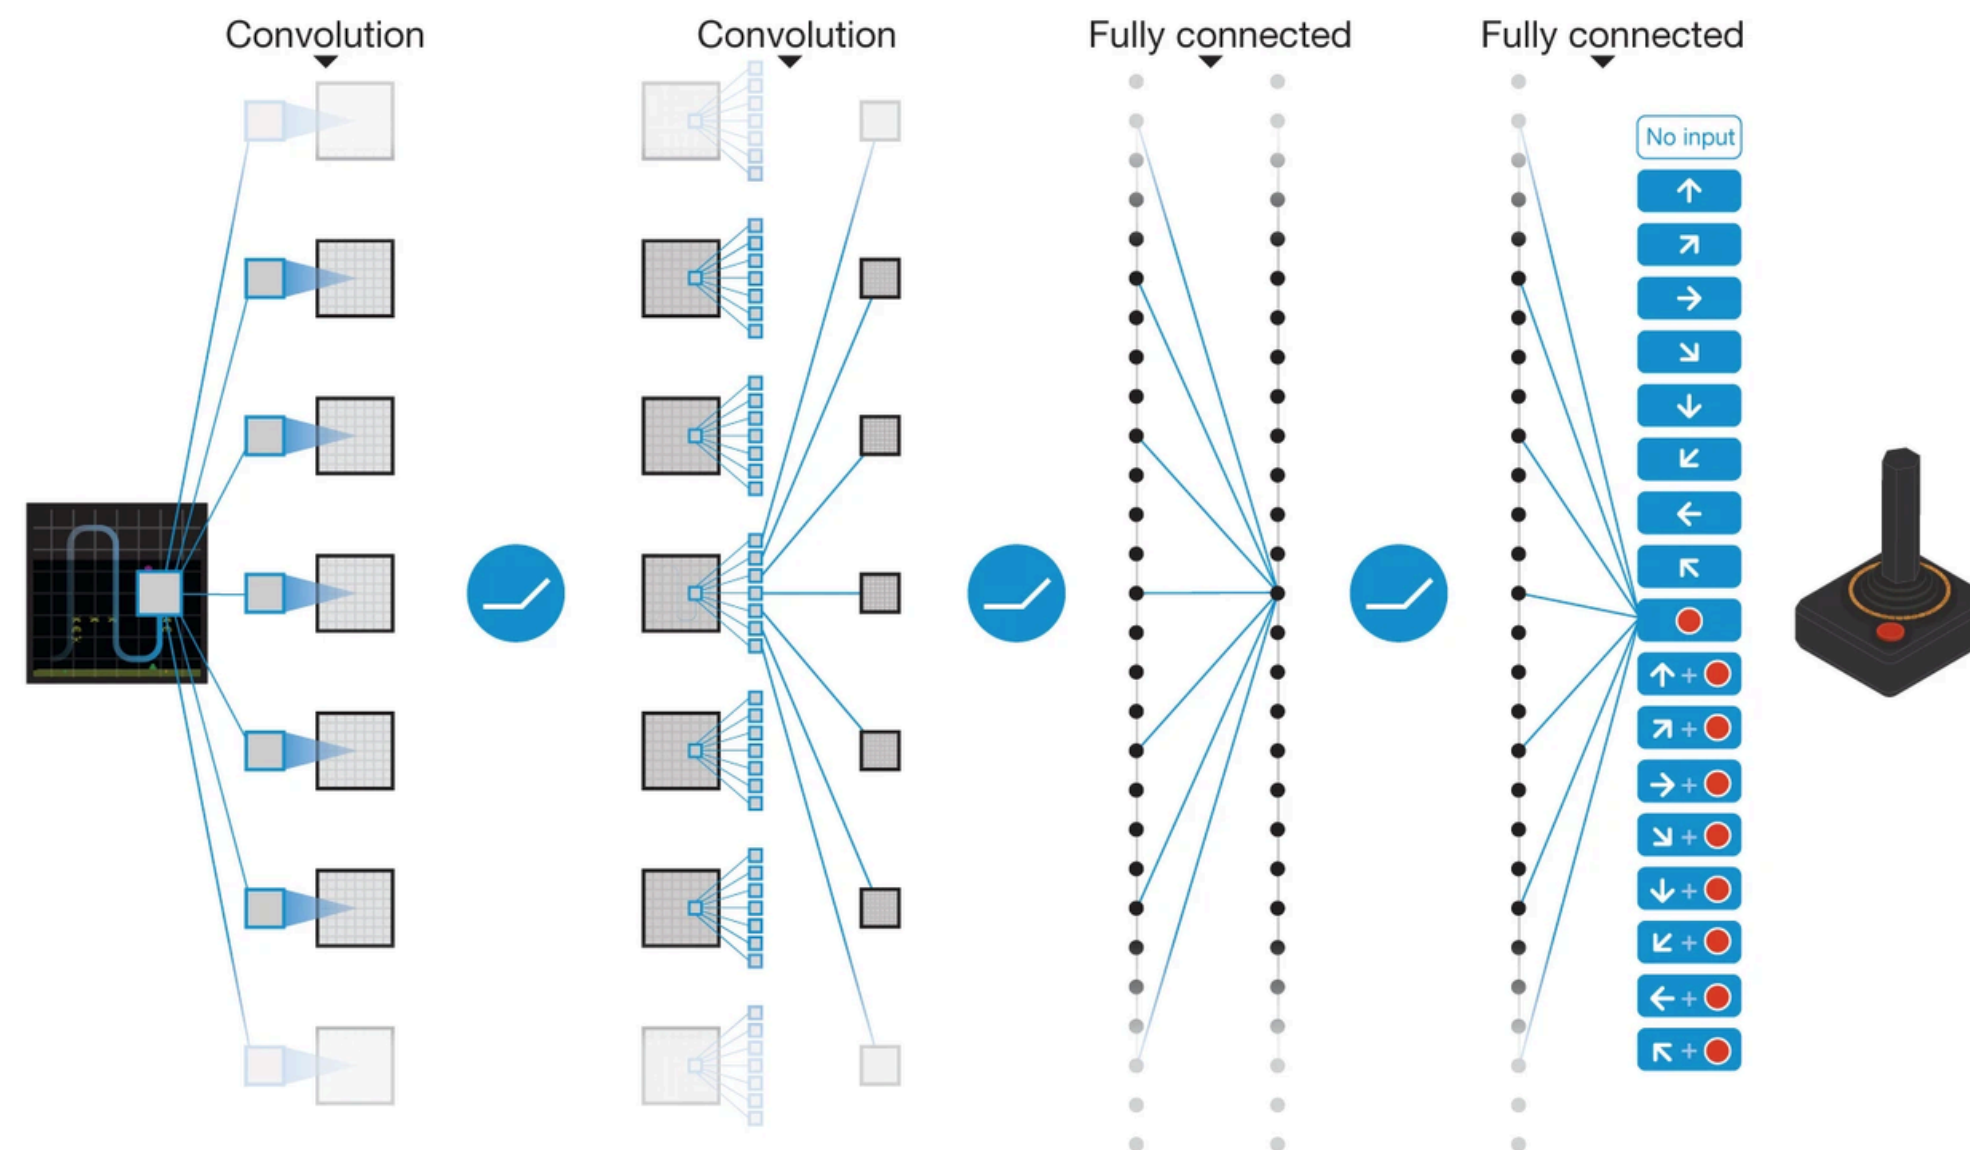 Convolution
Convolution
Fully connected
Fully connected
No input
+
+
+
+
+
+
+
+